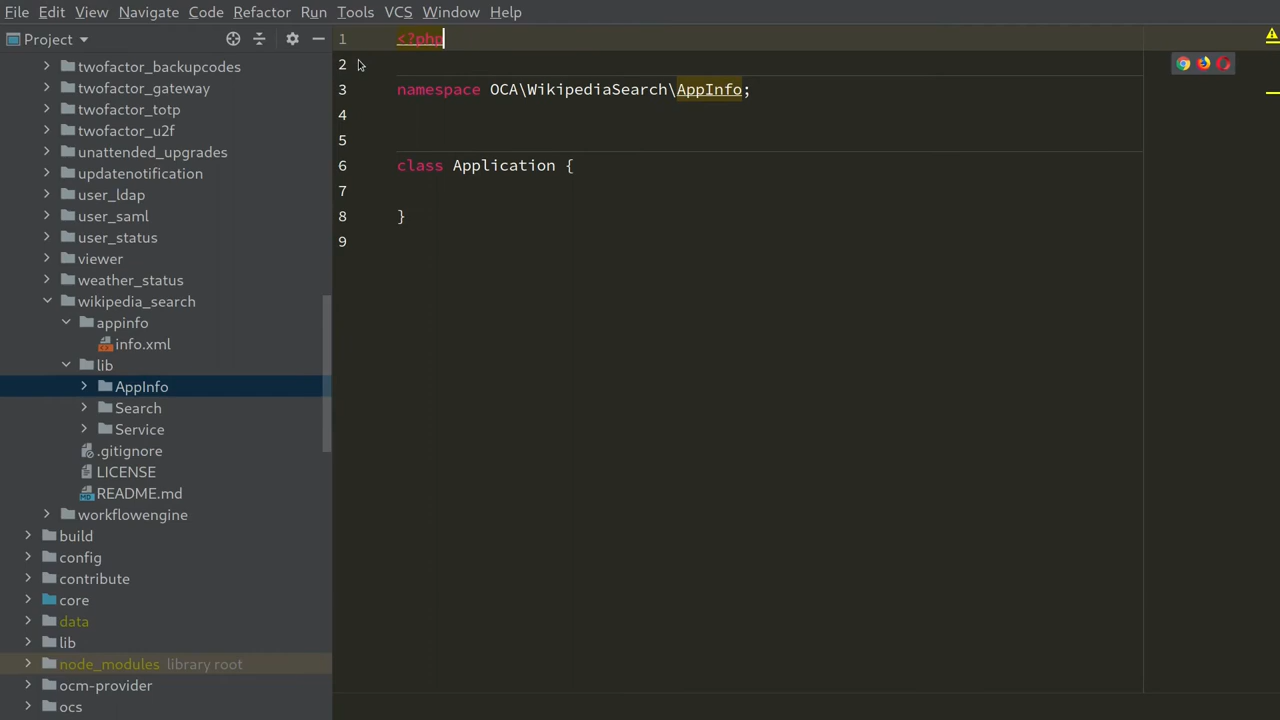 File Edit View Navigate Code Refactor Run Tools VCS Window Help
Project
twofactor_backupcodes
twofactor_gateway
twofactor_totp
twofactor_u2f
unattended_upgrades
updatenotification
user_ldap
user_saml
user_status
viewer
weather_status
wikipedia_search
appinfo
info.xml
lib
AppInfo
Search
Service
.gitignore
LICENSE
README.md
workflowengine
build
config
contribute
core
data
lib
node_modules library root
ocm-provider
ocs
1 <?php
2
3 namespace OCA\WikipediaSearch\AppInfo;
4
5
6 class Application {
7
8 }
9